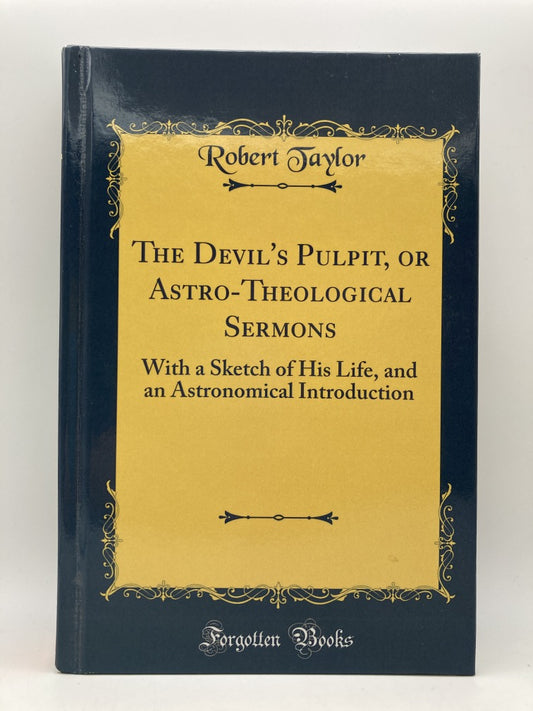 Robert Taylor
The Devil's Pulpit, or
Astro-Theological
Sermons
With a Sketch of His Life, and
an Astronomical Introduction
Forgotten Books